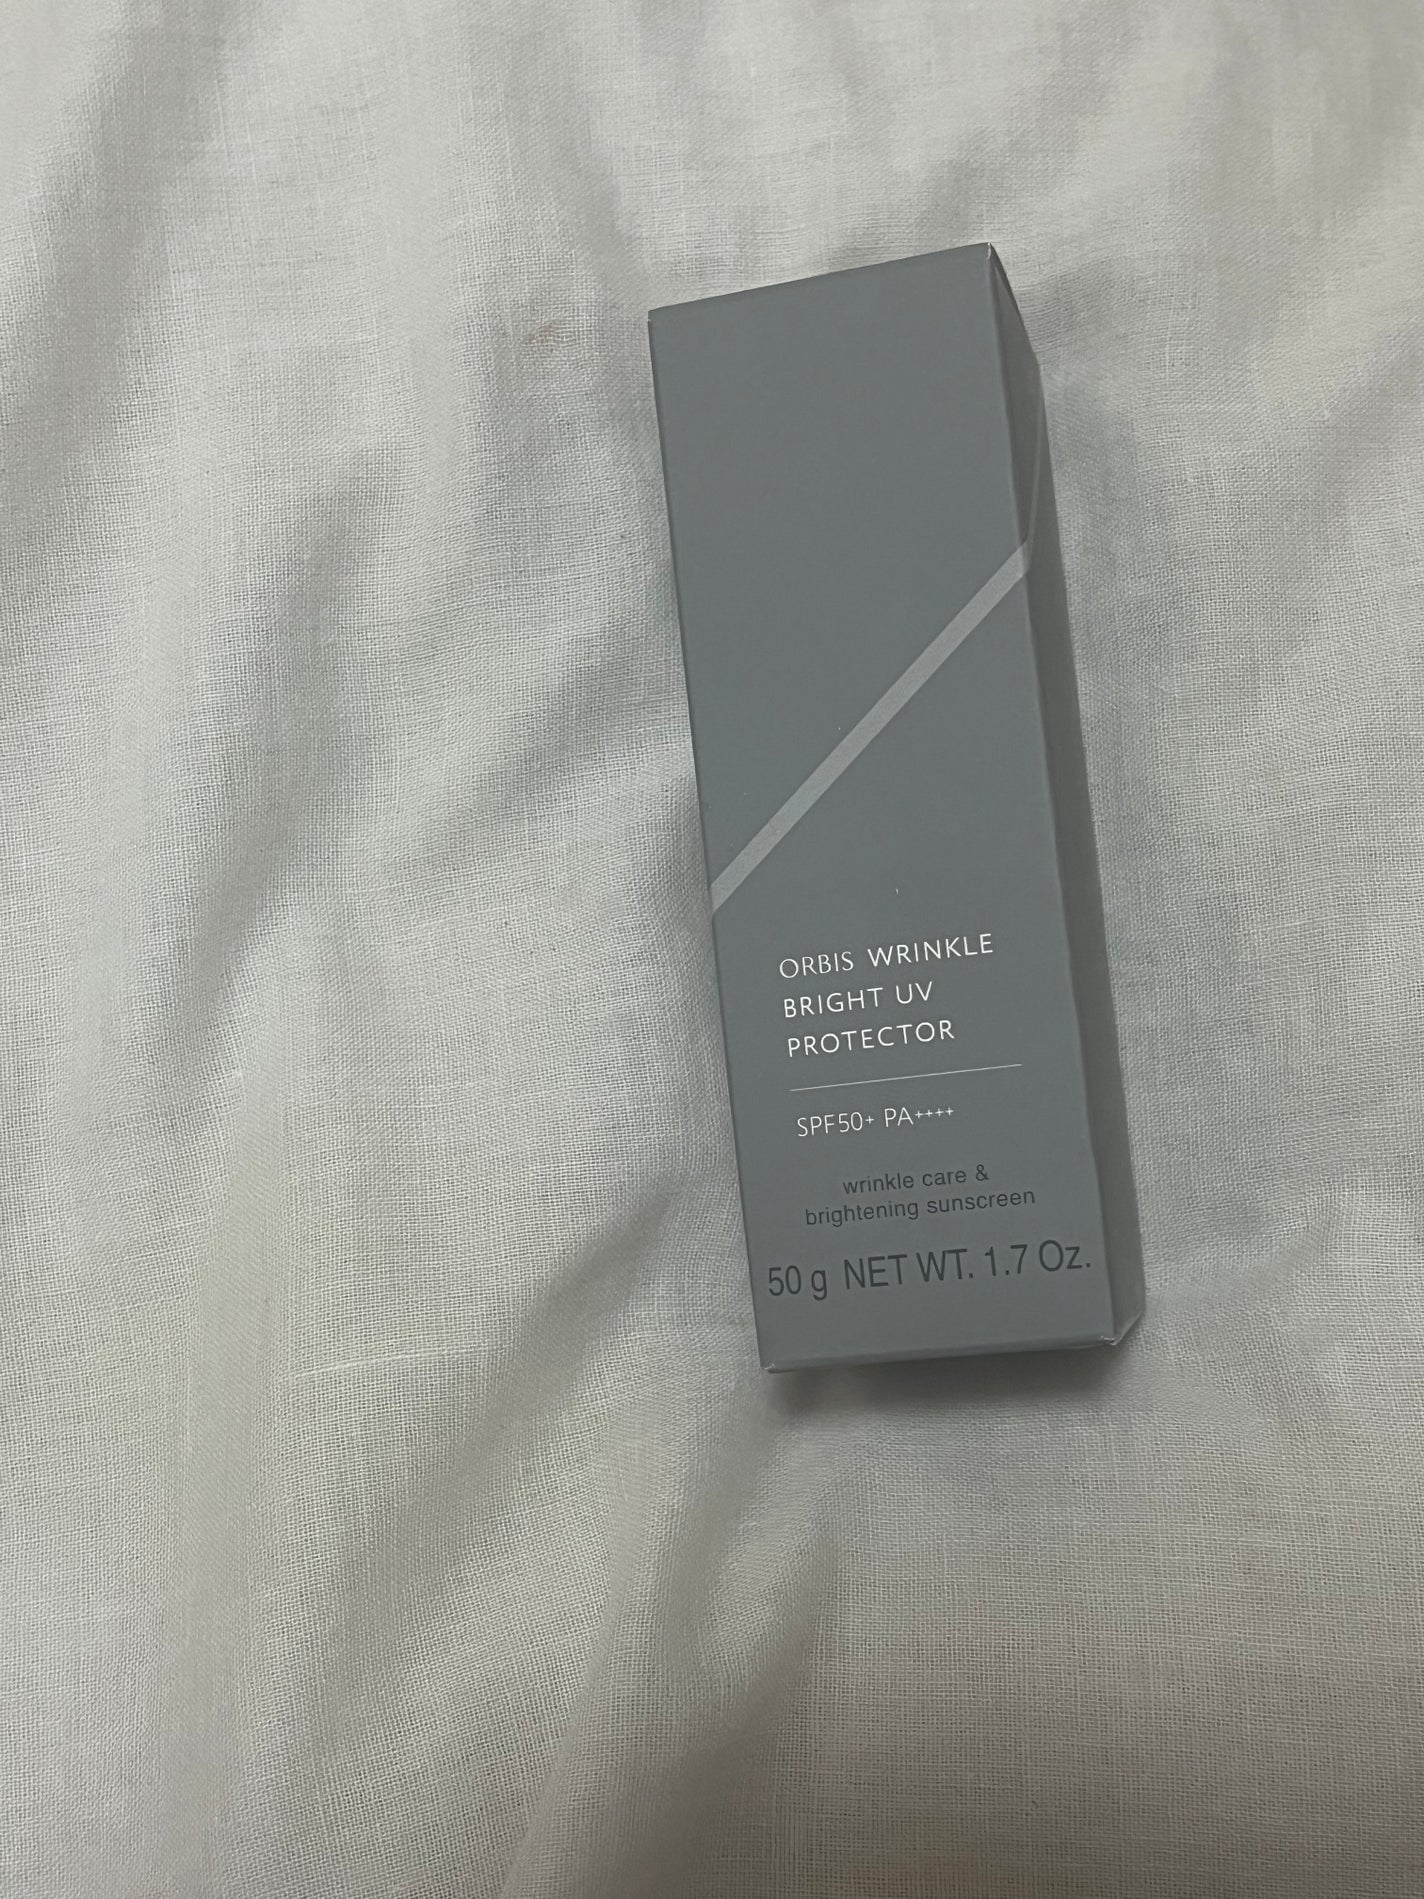 ORBIS WRINKLE
BRIGHT UV
PROTECTOR
SPF50+ PA++++
wrinkle care &
brightening sunscreen
50 g NET WT. 1.7 Oz.